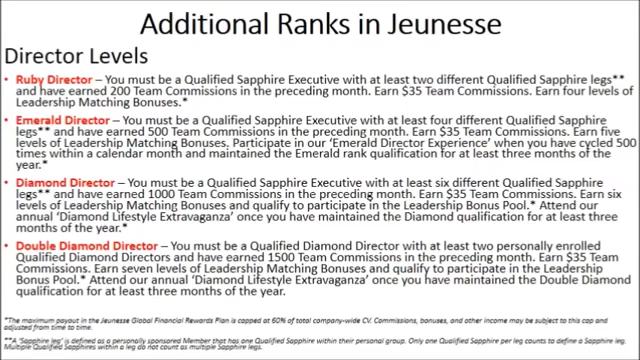 Additional Ranks in Jeunesse
Director Levels
• Ruby Director – You must be a Qualified Sapphire Executive with at least two different Qualified Sapphire legs**
and have earned 200 Team Commissions in the preceding month. Earn $35 Team Commissions. Earn four levels of
Leadership Matching Bonuses.*
• Emerald Director – You must be a Qualified Sapphire Executive with at least four different Qualified Sapphire
legs** and have earned 500 Team Commissions in the preceding month. Earn $35 Team Commissions. Earn five
levels of Leadership Matching Bonuses. Participate in our 'Emerald Director Experience' when you have cycled 500
times within a calendar month and maintained the Emerald rank qualification for at least three months of the
year.*
• Diamond Director – You must be a Qualified Sapphire Executive with at least six different Qualified Sapphire
legs** and have earned 1000 Team Commissions in the preceding month. Earn $35 Team Commissions. Earn six
levels of Leadership Matching Bonuses and qualify to participate in the Leadership Bonus Pool.* Attend our
annual 'Diamond Lifestyle Extravaganza' once you have maintained the Diamond qualification for at least three
months of the year.*
• Double Diamond Director – You must be a Qualified Diamond Director with at least two personally enrolled
Qualified Diamond Directors and have earned 1500 Team Commissions in the preceding month. Earn $35 Team
Commissions. Earn seven levels of Leadership Matching Bonuses and qualify to participate in the Leadership
Bonus Pool.* Attend our annual 'Diamond Lifestyle Extravaganza' once you have maintained the Double Diamond
qualification for at least three months of the year.
*The maximum payout in the Jeunesse Global Financial Rewards Plan is capped at 60% of total company-wide CV. Commissions, bonuses, and other income may be subject to this cap and
adjusted from time to time.
**A 'Sapphire leg' is defined as a personally sponsored Member that has one Qualified Sapphire within their personal group. Only one Qualified Sapphire per leg counts to define a Sapphire leg.
Multiple Qualified Sapphires within a leg do not count as multiple Sapphire legs.